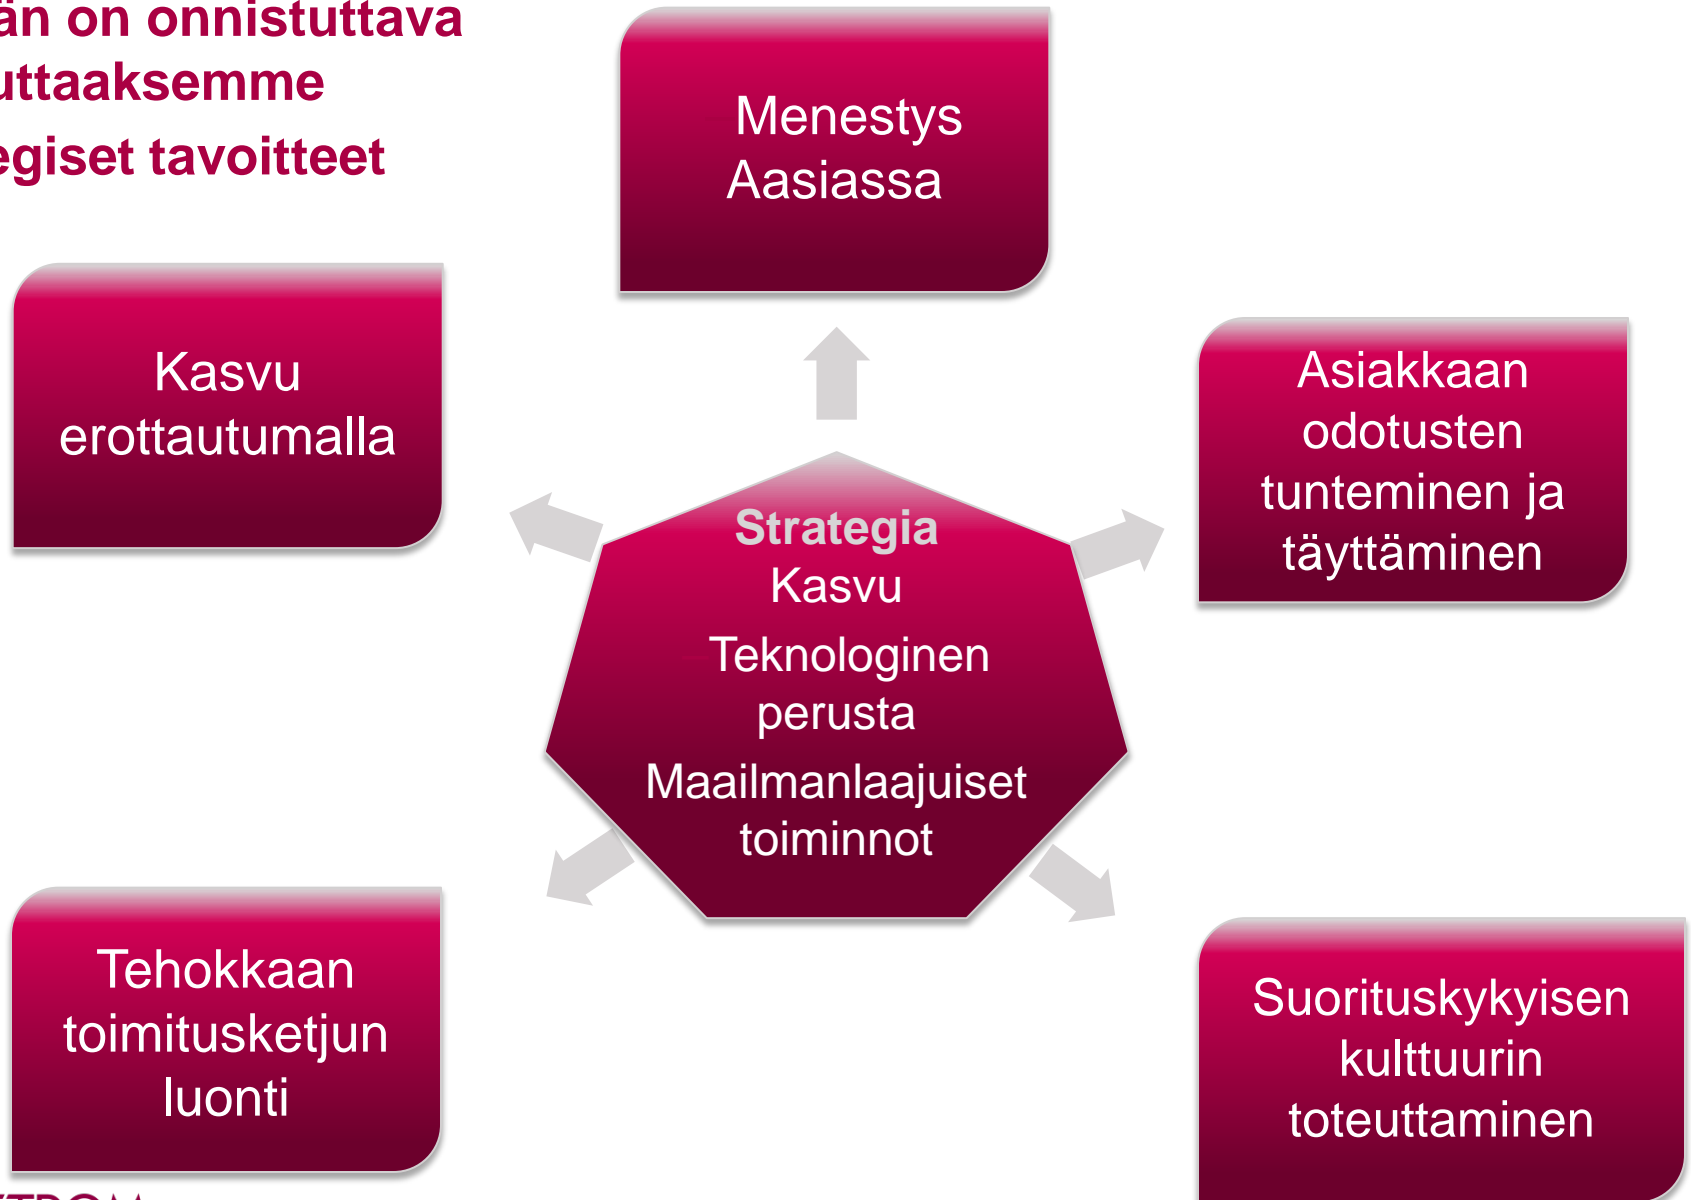 än on onnistuttava
uttaaksemme
egiset tavoitteet
Menestys
Aasiassa
Kasvu
erottautumalla
Asiakkaan
odotusten
tunteminen ja
täyttäminen
Strategia
Kasvu
Teknologinen
perusta
Maailmanlaajuiset
toiminnot
Tehokkaan
toimitusketjun
luonti
Suorituskykyisen
kulttuurin
toteuttaminen